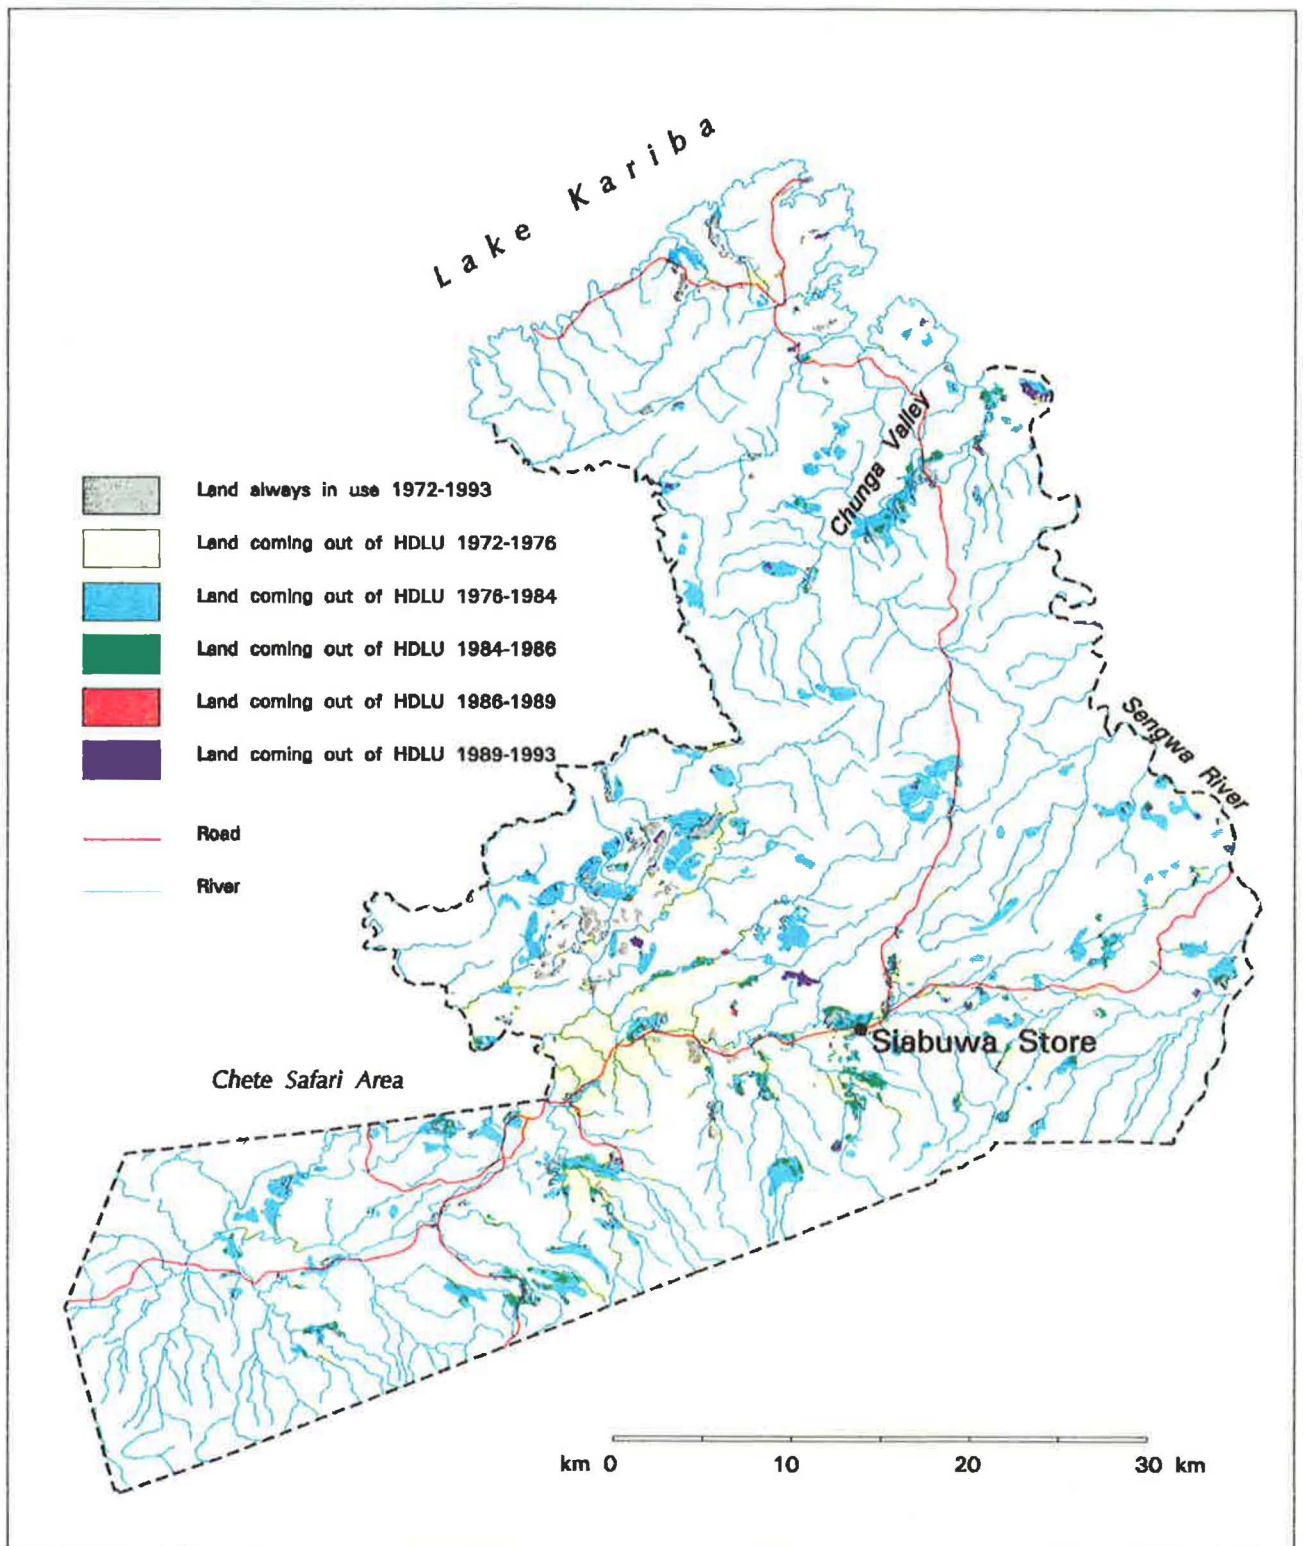 Lake Kariba
Chunga Valley
Land always in use 1972-1993
Land coming out of HDLU 1972-1976
Land coming out of HDLU 1976-1984
Land coming out of HDLU 1984-1986
Land coming out of HDLU 1986-1989
Land coming out of HDLU 1989-1993
Road
River
Sengwa River
Siabuwa Store
Chete Safari Area
km 0 10 20 30 km